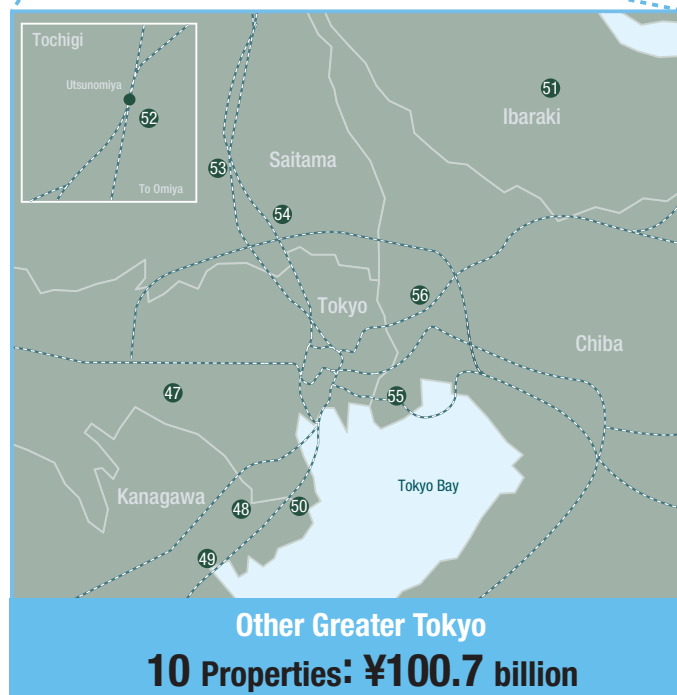 Tochigi
Utsunomiya
52
To Omiya
51
Ibaraki
Saitama
53
54
Tokyo
56
Chiba
47
55
Tokyo Bay
Kanagawa
48
50
49
Other Greater Tokyo
10 Properties: ¥100.7 billion